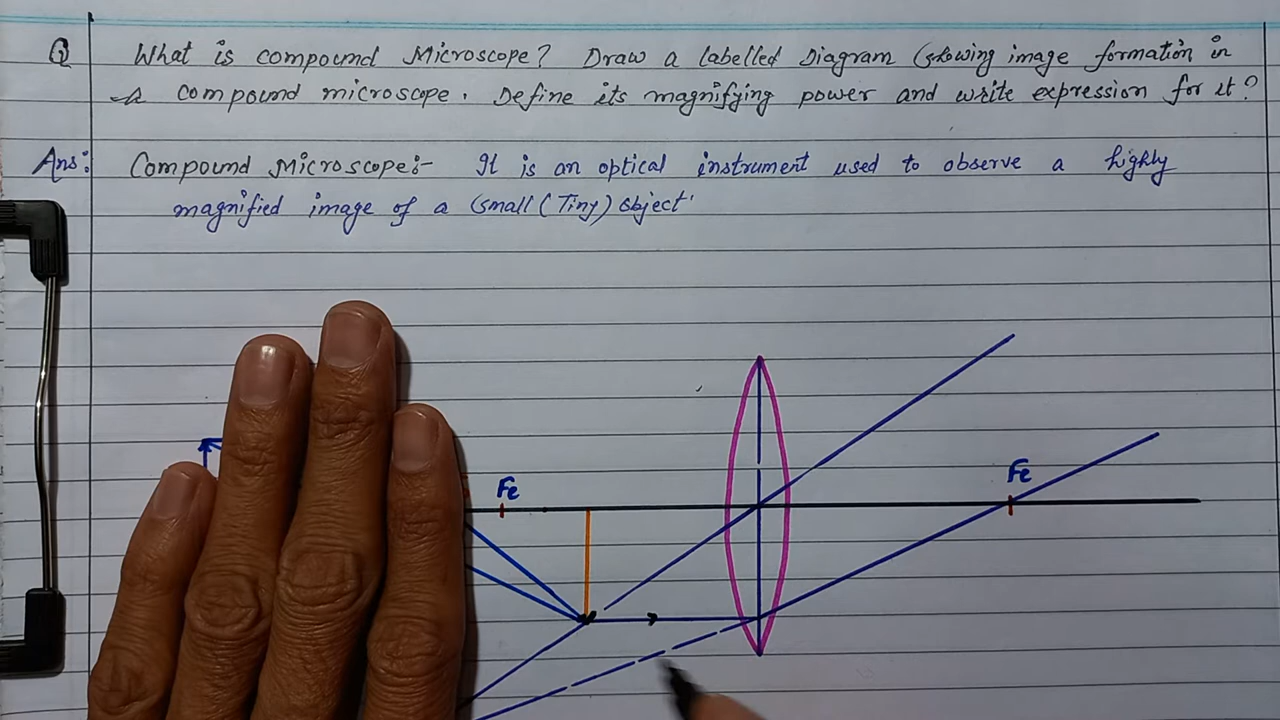 Q What is compound Microscope? Draw a labelled Diagram showing image formation in
a compound microscope. Define its magnifying power and write expression for it?
Ans: Compound Microscope:- It is an optical instrument used to observe a highly
magnified image of a small (Tiny) object.
Fe
Fe